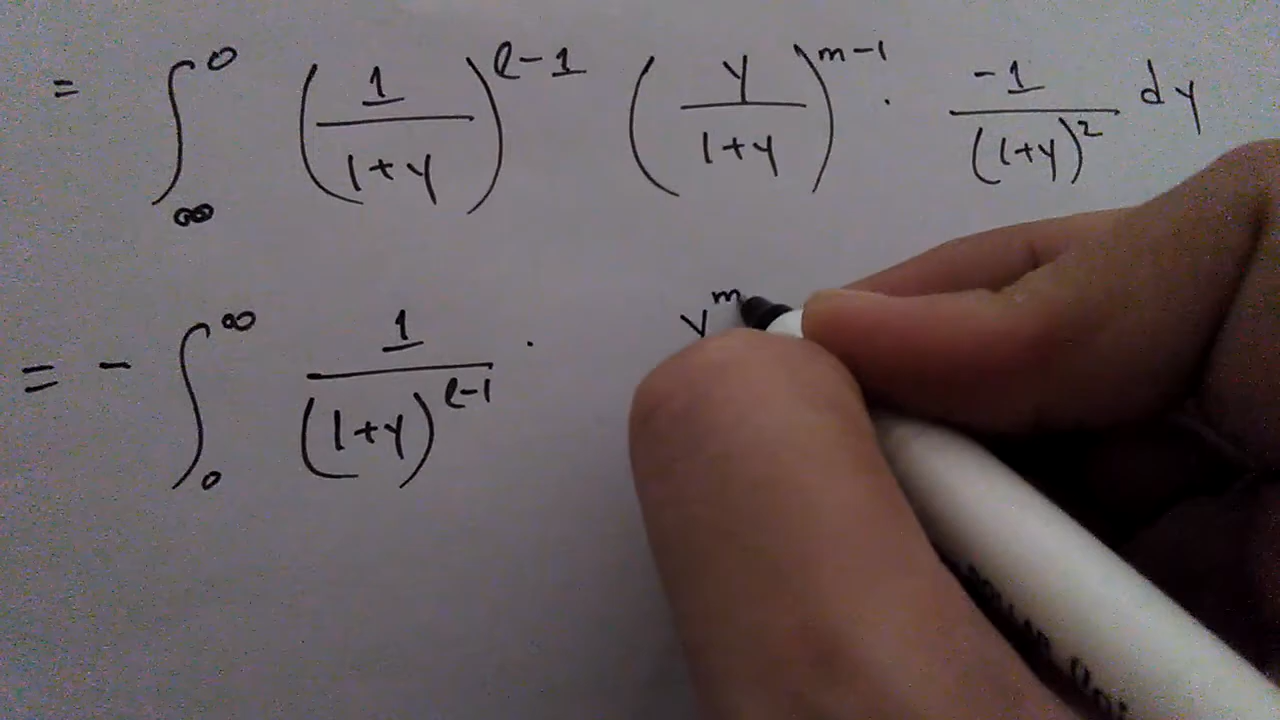 = ∫_∞^0 (1/(1+y))^(l-1) (y/(1+y))^(m-1) · -1/(1+y)^2 dy
= - ∫_0^∞ 1/(1+y)^(l-1) · y^m